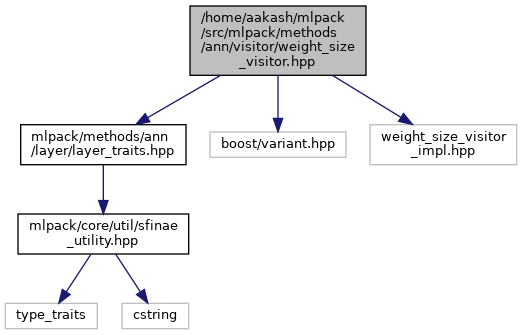 /home/aakash/mlpack
/src/mlpack/methods
/ann/visitor/weight_size
_visitor.hpp
mlpack/methods/ann
/layer/layer_traits.hpp
boost/variant.hpp
weight_size_visitor
_impl.hpp
mlpack/core/util/sfinae
_utility.hpp
type_traits
cstring